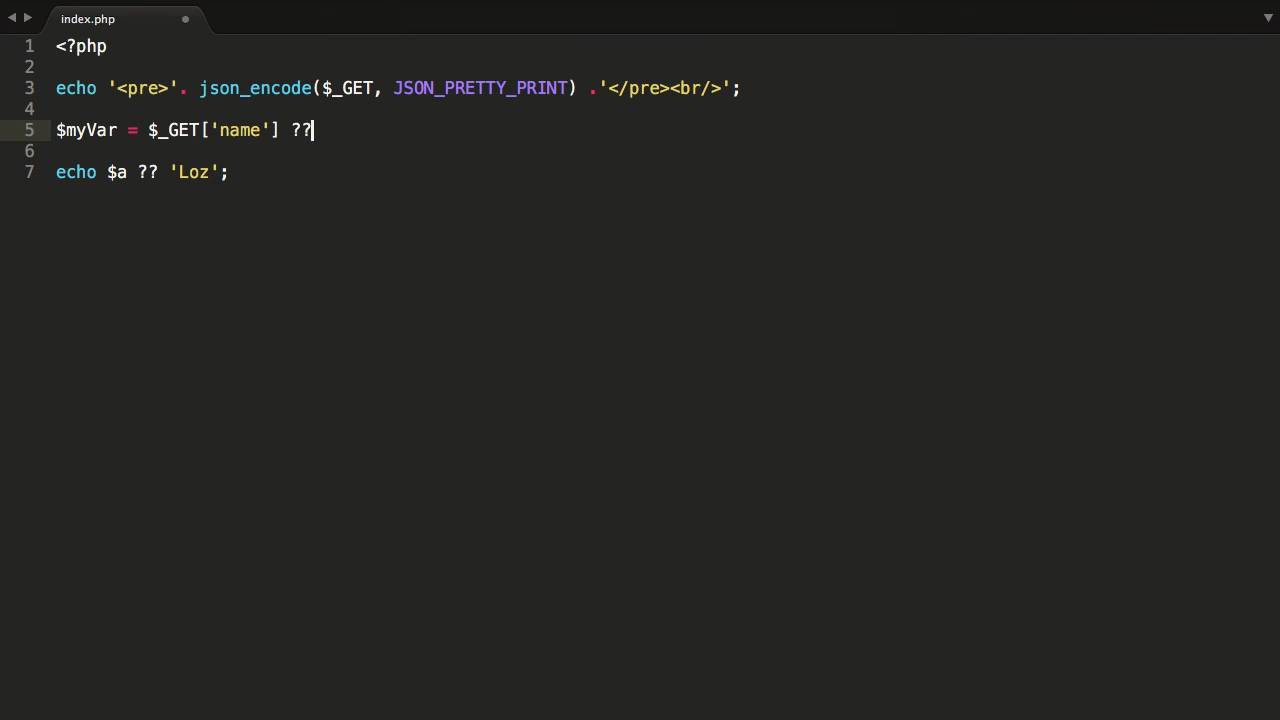 index.php
1 <?php
2
3 echo '<pre>'. json_encode($_GET, JSON_PRETTY_PRINT) .'</pre><br/>';
4
5 $myVar = $_GET['name'] ??
6
7 echo $a ?? 'Loz';